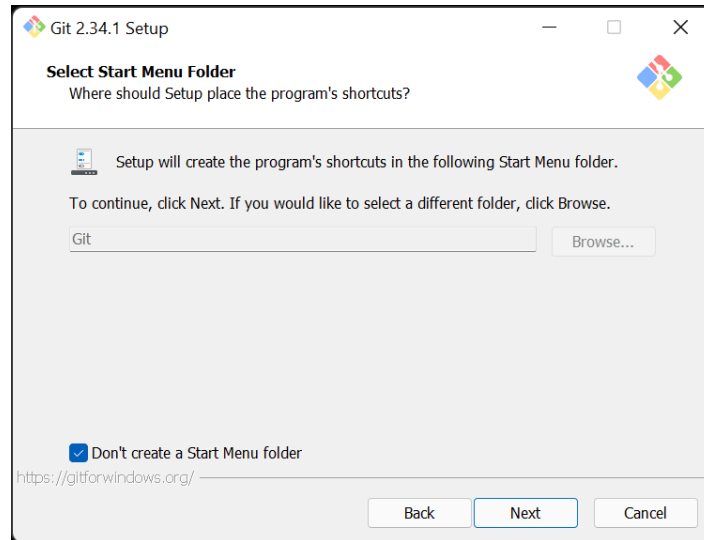 Git 2.34.1 Setup
Select Start Menu Folder
Where should Setup place the program's shortcuts?
Setup will create the program's shortcuts in the following Start Menu folder.
To continue, click Next. If you would like to select a different folder, click Browse.
Git
Browse...
Don't create a Start Menu folder
https://gitforwindows.org/
Back
Next
Cancel